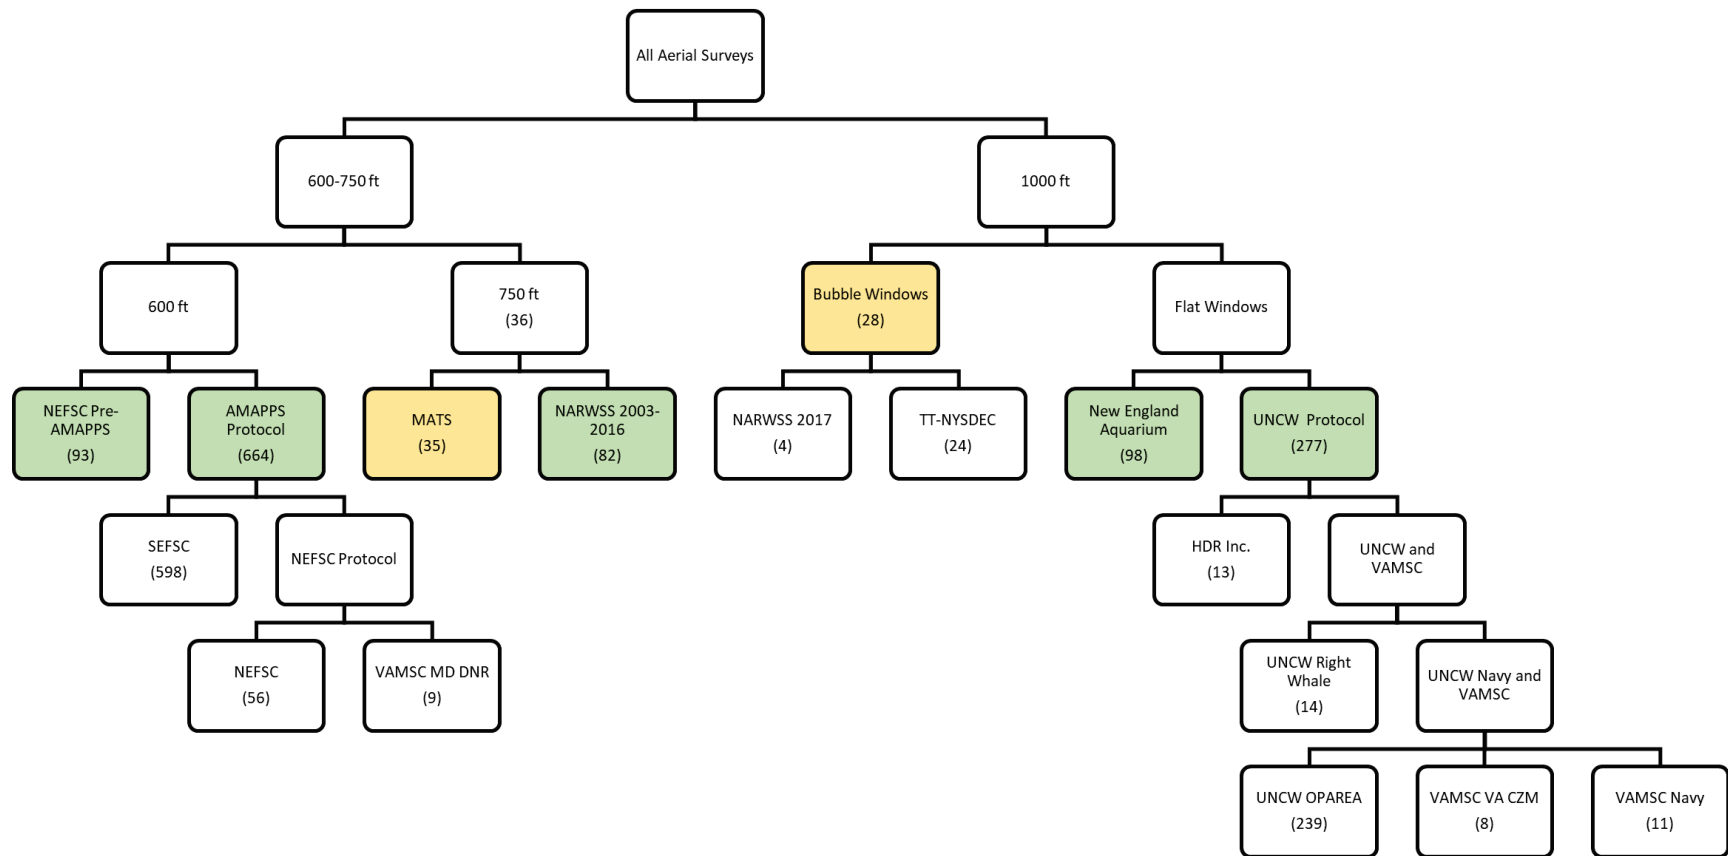 All Aerial Surveys
600-750 ft
1000 ft
600 ft
750 ft
(36)
Bubble Windows
(28)
Flat Windows
NEFSC Pre-
AMAPPS
(93)
AMAPPS
Protocol
(664)
MATS
(35)
NARWSS 2003-
2016
(82)
NARWSS 2017
(4)
TT-NYSDEC
(24)
New England
Aquarium
(98)
UNCW Protocol
(277)
SEFSC
(598)
NEFSC Protocol
HDR Inc.
(13)
UNCW and
VAMSC
NEFSC
(56)
VAMSC MD DNR
(9)
UNCW Right
Whale
(14)
UNCW Navy and
VAMSC
UNCW OPAREA
(239)
VAMSC VA CZM
(8)
VAMSC Navy
(11)